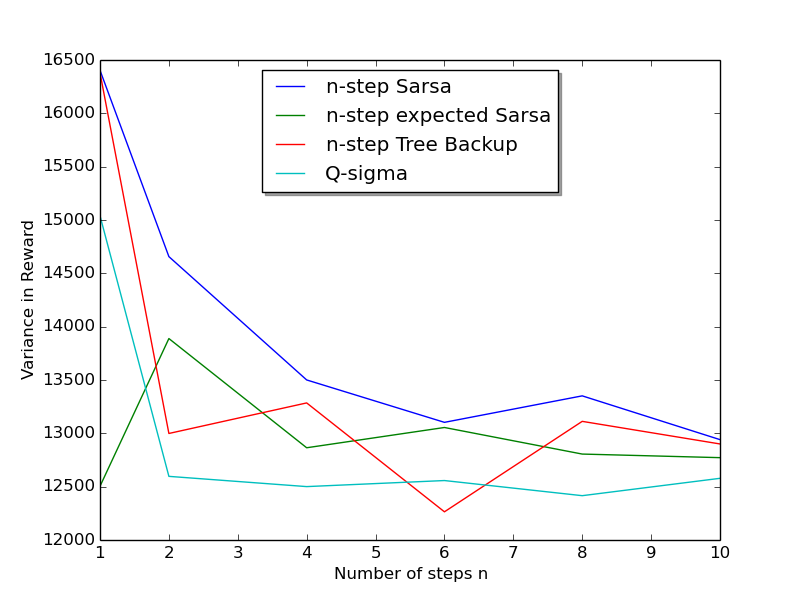 16500
16000
15500
15000
14500
14000
13500
13000
12500
12000
Variance in Reward
n-step Sarsa
n-step expected Sarsa
n-step Tree Backup
Q-sigma
1 2 3 4 5 6 7 8 9 10
Number of steps n